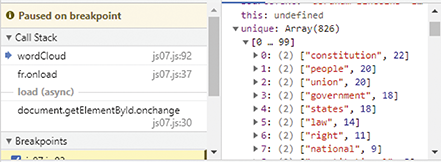 Paused on breakpoint
Call Stack
wordCloud js07.js:92
fr.onload js07.js:37
load (async)
document.getElementById.onchange
js07.js:30
Breakpoints
this: undefined
unique: Array(826)
[0 … 99]
0: (2) ["constitution", 22]
1: (2) ["people", 20]
2: (2) ["union", 20]
3: (2) ["government", 18]
4: (2) ["states", 18]
5: (2) ["law", 14]
6: (2) ["right", 11]
7: (2) ["national", 9]